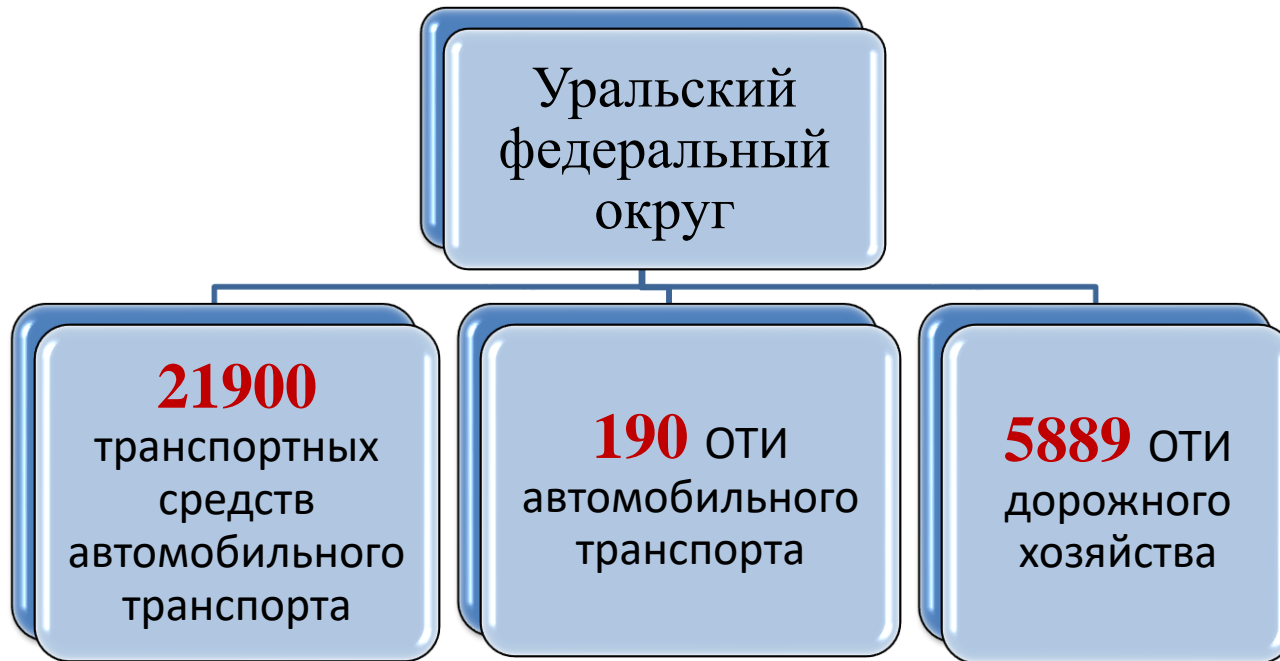 Уральский
федеральный
округ
21900
транспортных
средств
автомобильного
транспорта
190 ОТИ
автомобильного
транспорта
5889 ОТИ
дорожного
хозяйства